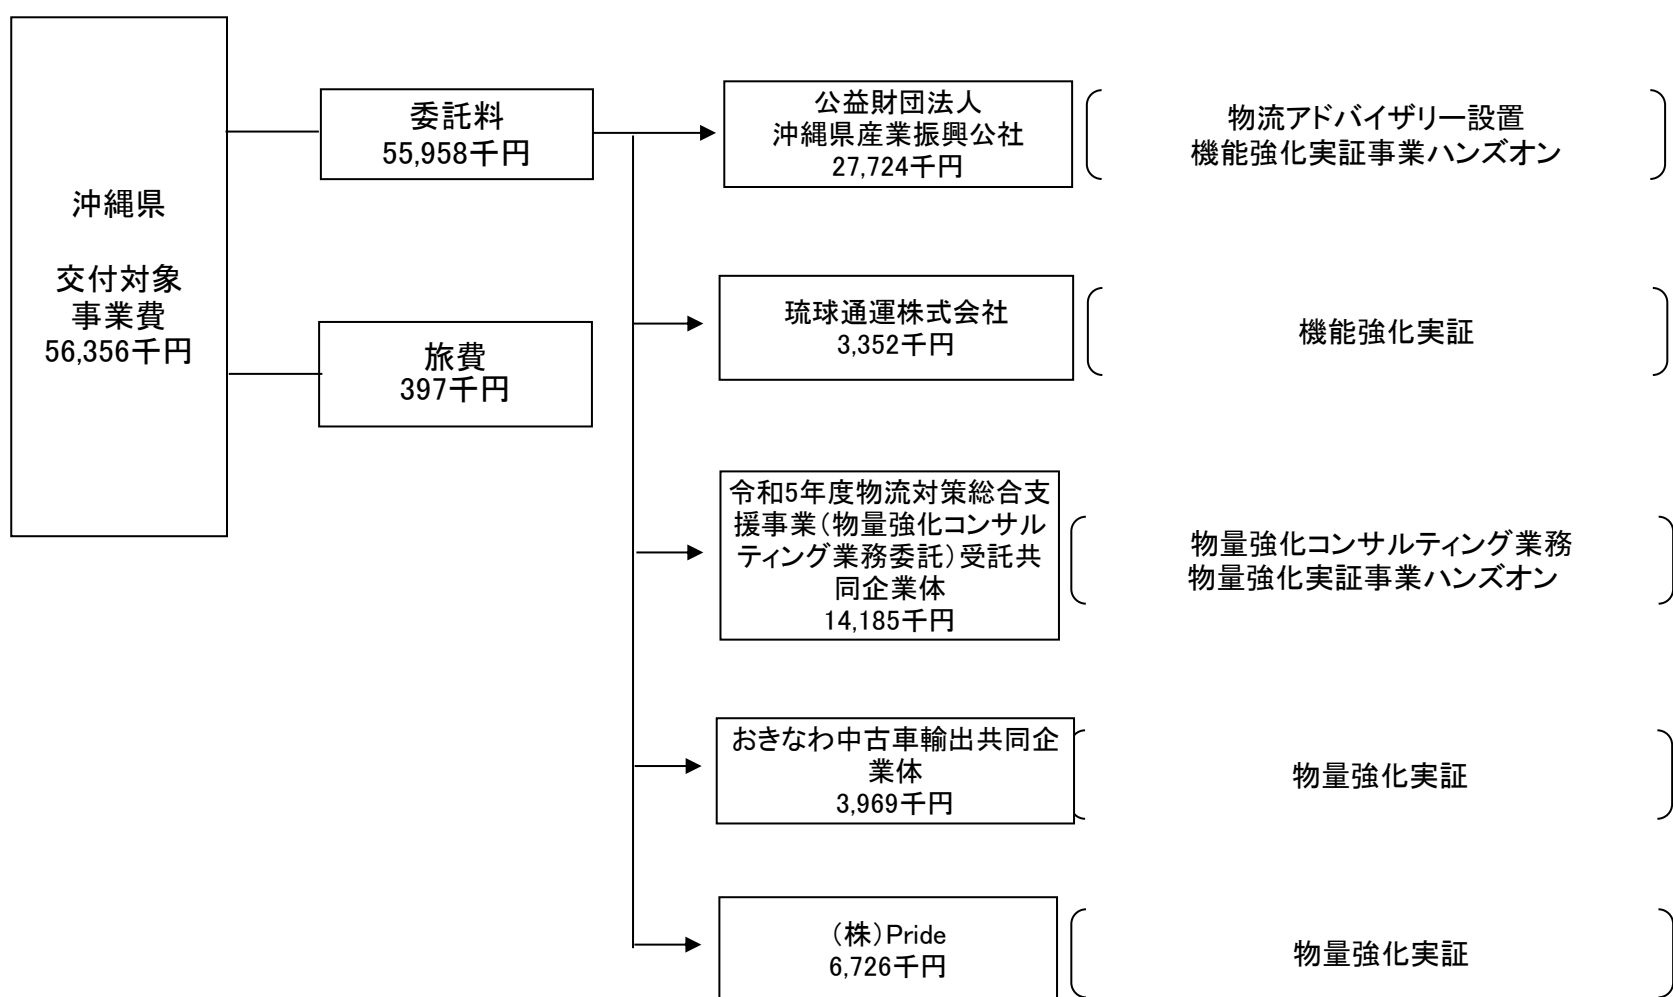 沖縄県
交付対象
事業費
56,356千円
委託料
55,958千円
旅費
397千円
公益財団法人
沖縄県産業振興公社
27,724千円
物流アドバイザリー設置
機能強化実証事業ハンズオン
琉球通運株式会社
3,352千円
機能強化実証
令和5年度物流対策総合支
援事業（物量強化コンサル
ティング業務委託）受託共
同企業体
14,185千円
物量強化コンサルティング業務
物量強化実証事業ハンズオン
おきなわ中古車輸出共同企
業体
3,969千円
物量強化実証
（株）Pride
6,726千円
物量強化実証